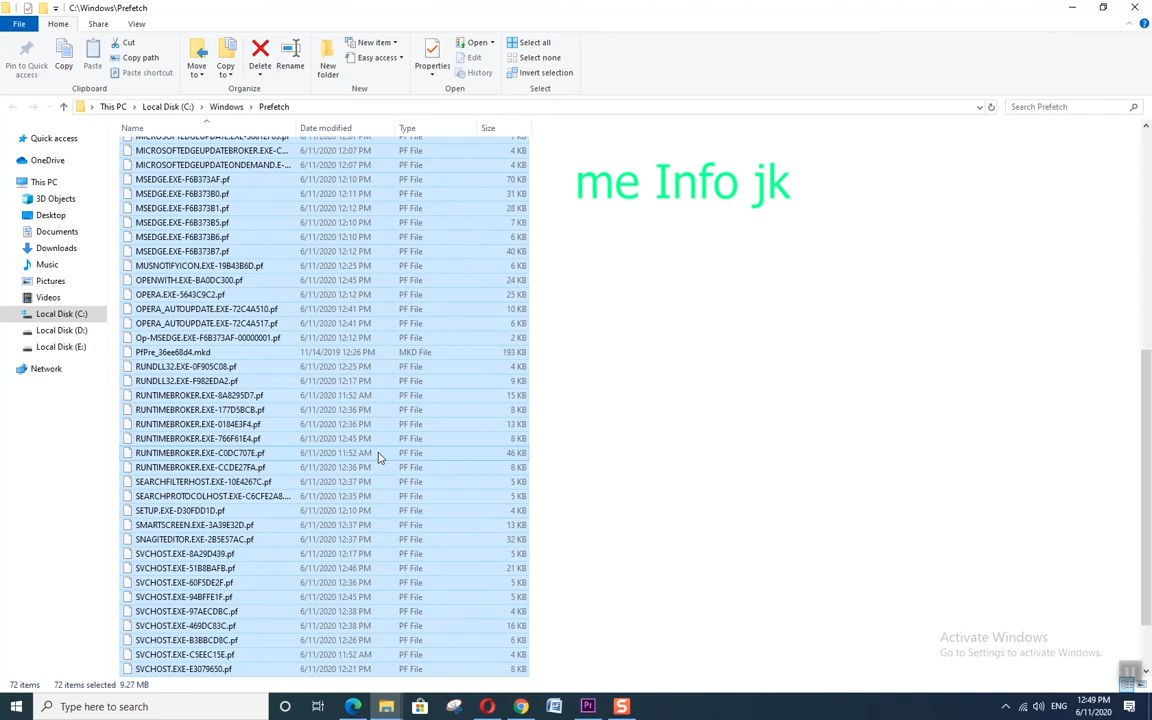 C:\Windows\Prefetch
File Home Share View
Pin to Quick access
Copy
Paste
Cut
Copy path
Paste shortcut
Clipboard
Move to
Copy to
Delete
Rename
Organize
New folder
New item
Easy access
New
Properties
Open
Edit
History
Open
Select all
Select none
Invert selection
Select
This PC > Local Disk (C:) > Windows > Prefetch
Search Prefetch
Quick access
OneDrive
This PC
3D Objects
Desktop
Documents
Downloads
Music
Pictures
Videos
Local Disk (C:)
Local Disk (D:)
Local Disk (E:)
Network
Name Date modified Type Size
MICROSOFTEDGEUPDATEBROKER.EXE-C... 6/11/2020 12:07 PM PF File 4 KB
MICROSOFTEDGEUPDATEONDEMAND.E-... 6/11/2020 12:07 PM PF File 4 KB
MSEDGE.EXE-F6B373AF.pf 6/11/2020 12:10 PM PF File 70 KB
MSEDGE.EXE-F6B373B0.pf 6/11/2020 12:11 PM PF File 31 KB
MSEDGE.EXE-F6B373B1.pf 6/11/2020 12:12 PM PF File 28 KB
MSEDGE.EXE-F6B373B5.pf 6/11/2020 12:10 PM PF File 7 KB
MSEDGE.EXE-F6B373B6.pf 6/11/2020 12:10 PM PF File 6 KB
MSEDGE.EXE-F6B373B7.pf 6/11/2020 12:12 PM PF File 40 KB
MUSNOTIFYICON.EXE-19B43B6D.pf 6/11/2020 12:25 PM PF File 6 KB
OPENWITH.EXE-BA0DC300.pf 6/11/2020 12:45 PM PF File 24 KB
OPERA.EXE-5643C9C2.pf 6/11/2020 12:12 PM PF File 25 KB
OPERA_AUTOUPDATE.EXE-72C4A510.pf 6/11/2020 12:41 PM PF File 10 KB
OPERA_AUTOUPDATE.EXE-72C4A517.pf 6/11/2020 12:41 PM PF File 6 KB
Op-MSEDGE.EXE-F6B373AF-00000001.pf 6/11/2020 12:12 PM PF File 2 KB
PfPre_36ee68d4.mkd 11/14/2019 12:26 PM MKD File 193 KB
RUNDLL32.EXE-0F905C08.pf 6/11/2020 12:25 PM PF File 4 KB
RUNDLL32.EXE-F982EDA2.pf 6/11/2020 12:17 PM PF File 9 KB
RUNTIMEBROKER.EXE-8A8295D7.pf 6/11/2020 11:52 AM PF File 15 KB
RUNTIMEBROKER.EXE-177D5BCB.pf 6/11/2020 12:36 PM PF File 8 KB
RUNTIMEBROKER.EXE-0184E3F4.pf 6/11/2020 12:36 PM PF File 13 KB
RUNTIMEBROKER.EXE-766F61E4.pf 6/11/2020 12:45 PM PF File 8 KB
RUNTIMEBROKER.EXE-C0DC707E.pf 6/11/2020 11:52 AM PF File 46 KB
RUNTIMEBROKER.EXE-CCDE27FA.pf 6/11/2020 12:36 PM PF File 8 KB
SEARCHFILTERHOST.EXE-10E4267C.pf 6/11/2020 12:37 PM PF File 5 KB
SEARCHPROTOCOLHOST.EXE-C6CFE2A8.... 6/11/2020 12:35 PM PF File 5 KB
SETUP.EXE-D30FDD1D.pf 6/11/2020 12:10 PM PF File 4 KB
SMARTSCREEN.EXE-3A39E32D.pf 6/11/2020 12:37 PM PF File 13 KB
SNAGITEDITOR.EXE-2B5E57AC.pf 6/11/2020 12:37 PM PF File 32 KB
SVCHOST.EXE-8A29D439.pf 6/11/2020 12:17 PM PF File 5 KB
SVCHOST.EXE-51B8BAFB.pf 6/11/2020 12:46 PM PF File 21 KB
SVCHOST.EXE-60F5DE2F.pf 6/11/2020 12:36 PM PF File 5 KB
SVCHOST.EXE-94BFFE1F.pf 6/11/2020 12:45 PM PF File 5 KB
SVCHOST.EXE-97AECDBC.pf 6/11/2020 12:38 PM PF File 4 KB
SVCHOST.EXE-469DC83C.pf 6/11/2020 12:38 PM PF File 16 KB
SVCHOST.EXE-B3BBCD8C.pf 6/11/2020 12:26 PM PF File 6 KB
SVCHOST.EXE-C5EEC15E.pf 6/11/2020 11:52 AM PF File 4 KB
SVCHOST.EXE-E3079650.pf 6/11/2020 12:21 PM PF File 8 KB
me Info jk
Activate Windows
Go to Settings to activate Windows.
72 items 72 items selected 9.27 MB
Type here to search
ENG
12:49 PM
6/11/2020